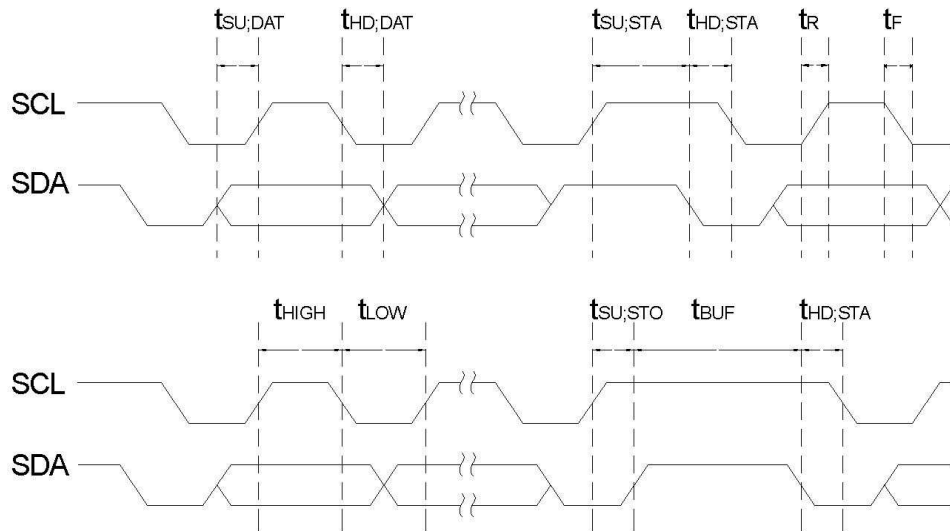 tSU;DAT tHD;DAT tSU;STA tHD;STA tR tF
SCL
SDA
tHIGH tLOW tSU;STO tBUF tHD;STA
SCL
SDA